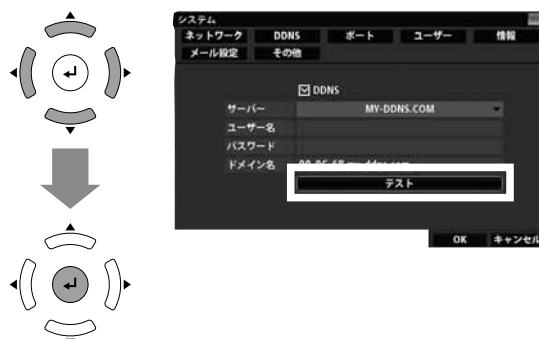 システム
ネットワーク DDNS ポート ユーザー 情報
メール設定 その他
DDNS
サーバー MY-DDNS.COM
ユーザー名
パスワード
ドメイン名
テスト
OK キャンセル